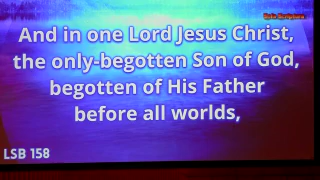 And in one Lord Jesus Christ,
the only-begotten Son of God,
begotten of His Father
before all worlds,
LSB 158